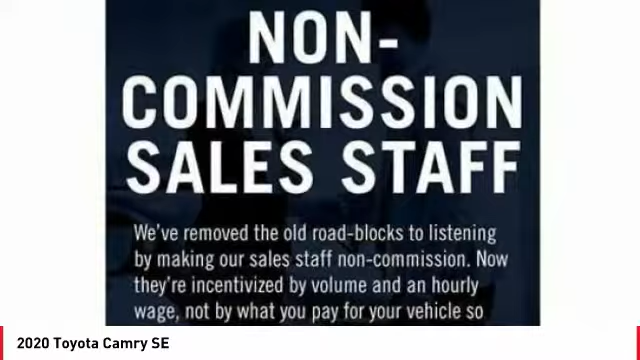 NON-
COMMISSION
SALES STAFF
We've removed the old road-blocks to listening
by making our sales staff non-commission. Now
they're incentivized by volume and an hourly
wage, not by what you pay for your vehicle so
2020 Toyota Camry SE